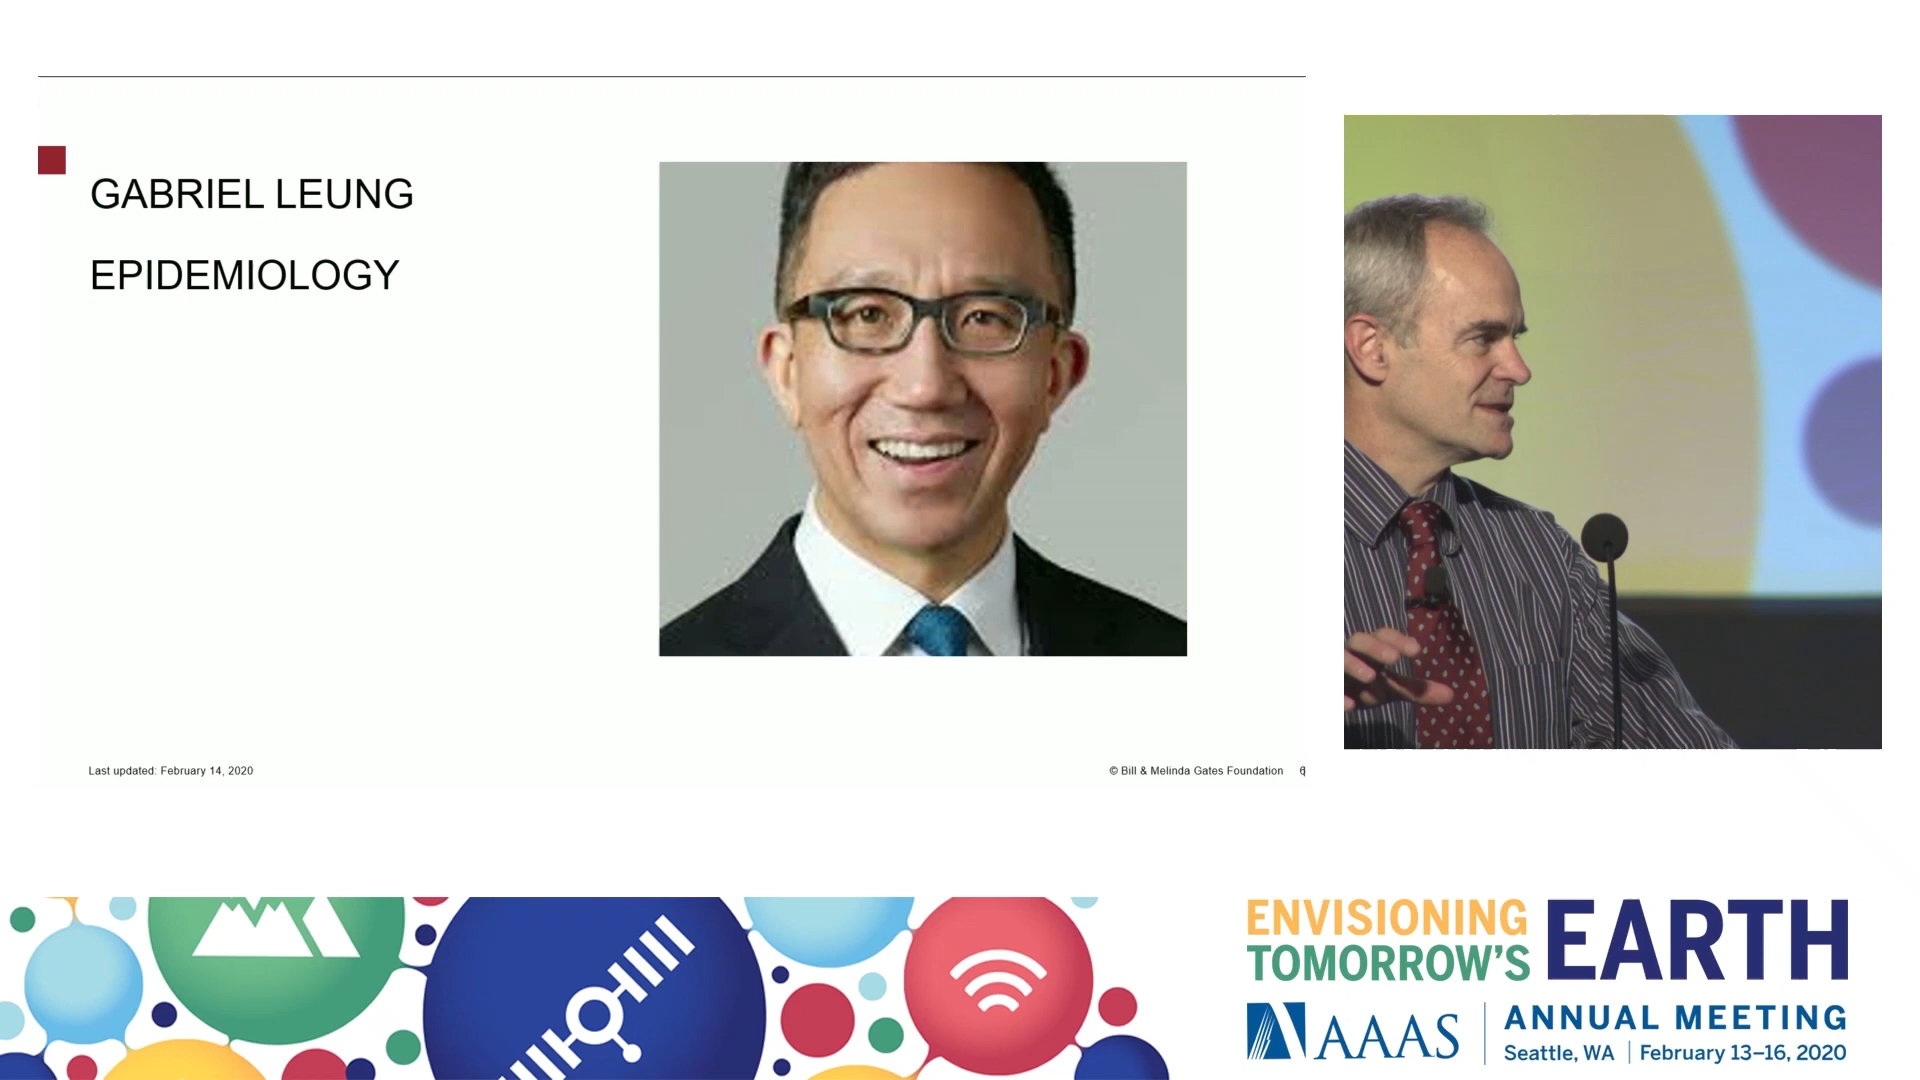 GABRIEL LEUNG
EPIDEMIOLOGY
Last updated: February 14, 2020
© Bill & Melinda Gates Foundation 6
ENVISIONING
TOMORROW'S
EARTH
AAAS
ANNUAL MEETING
Seattle, WA | February 13–16, 2020